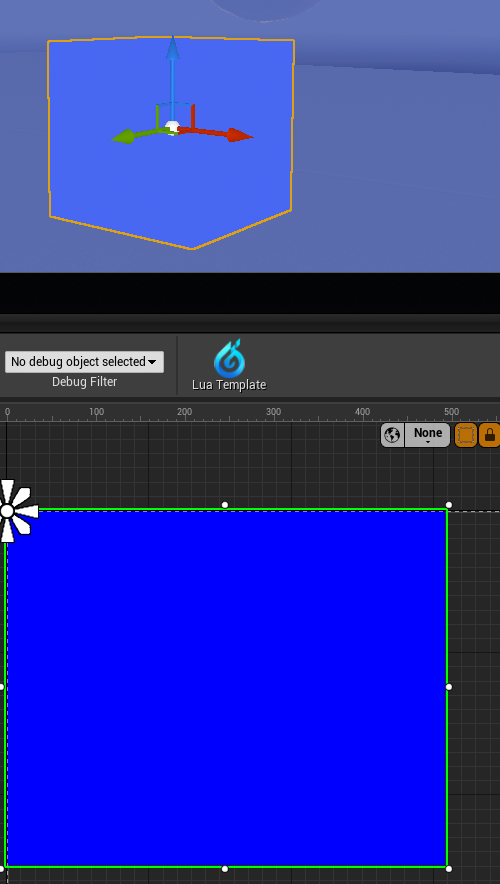 No debug object selected
Debug Filter
Lua Template
0 100 200 300 400 500
None